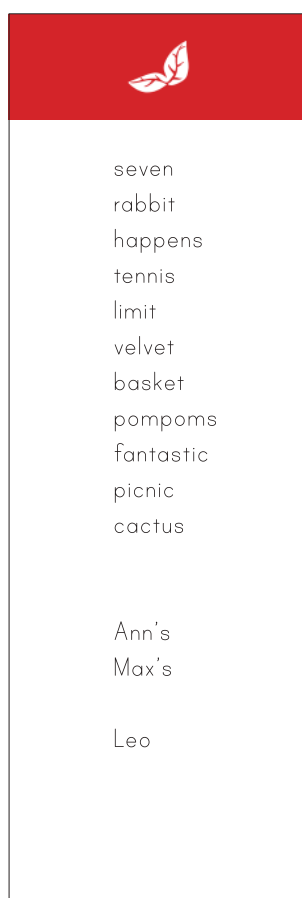 seven
rabbit
happens
tennis
limit
velvet
basket
pompoms
fantastic
picnic
cactus
Ann's
Max's
Leo